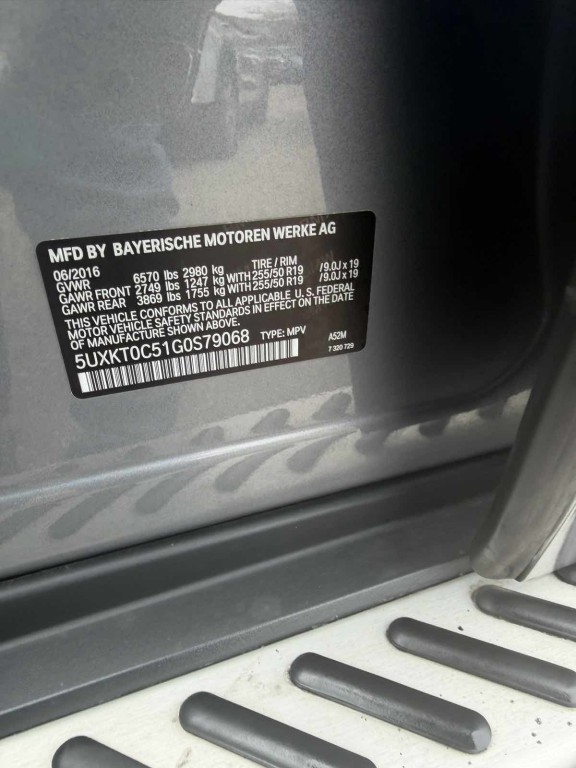 MFD BY BAYERISCHE MOTOREN WERKE AG
06/2016 TIRE / RIM
GVWR 6570 lbs 2980 kg
GAWR FRONT 2749 lbs 1247 kg WITH 255/50 R19 /9.0J x 19
GAWR REAR 3869 lbs 1755 kg WITH 255/50 R19 /9.0J x 19
THIS VEHICLE CONFORMS TO ALL APPLICABLE U. S. FEDERAL
MOTOR VEHICLE SAFETY STANDARDS IN EFFECT ON THE DATE
OF MANUFACTURE SHOWN ABOVE.
5UXKT0C51G0S79068 TYPE: MPV A52M
7 320 729